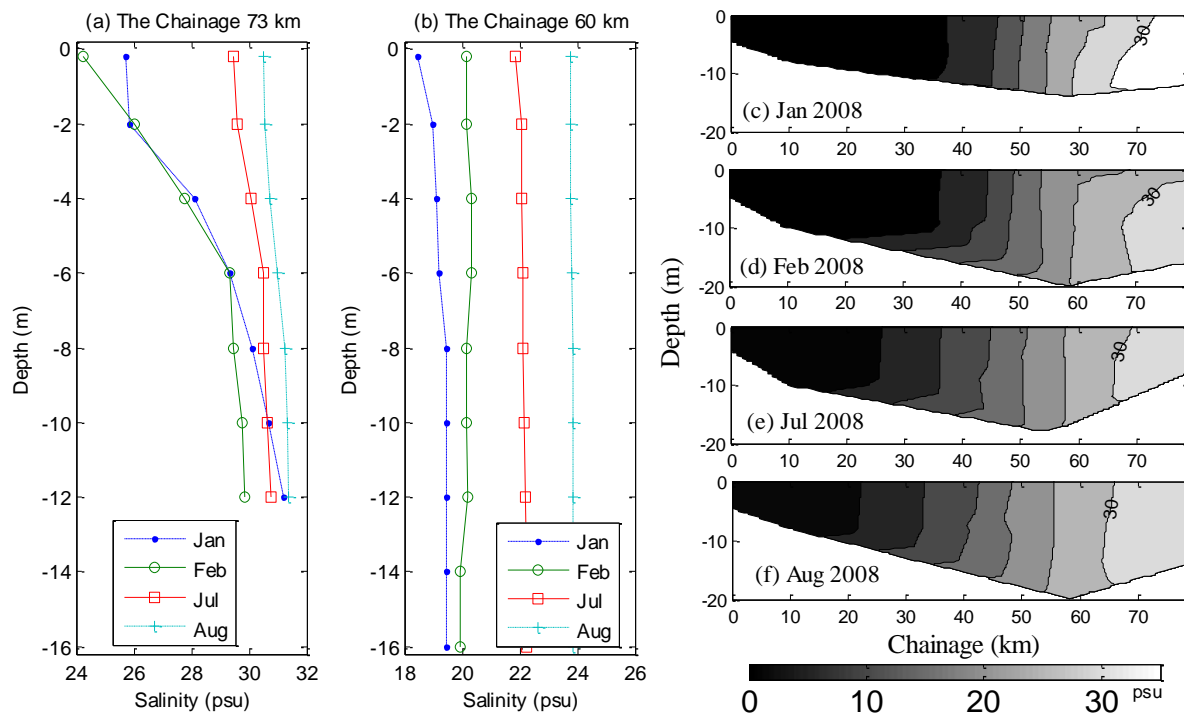 (a) The Chainage 73 km
0
-2
-4
-6
-8
-10
-12
-14
-16
24 26 28 30 32
Depth (m)
Salinity (psu)
Jan
Feb
Jul
Aug
(b) The Chainage 60 km
0
-2
-4
-6
-8
-10
-12
-14
-16
18 20 22 24 26
Depth (m)
Salinity (psu)
Jan
Feb
Jul
Aug
Depth (m)
0
-10
-20
30
(c) Jan 2008
0 10 20 30 40 50 60 70
0
-10
-20
30
(d) Feb 2008
0 10 20 30 40 50 60 70
0
-10
-20
30
(e) Jul 2008
0 10 20 30 40 50 60 70
0
-10
-20
30
(f) Aug 2008
0 10 20 30 40 50 60 70
Chainage (km)
0 10 20 30 psu